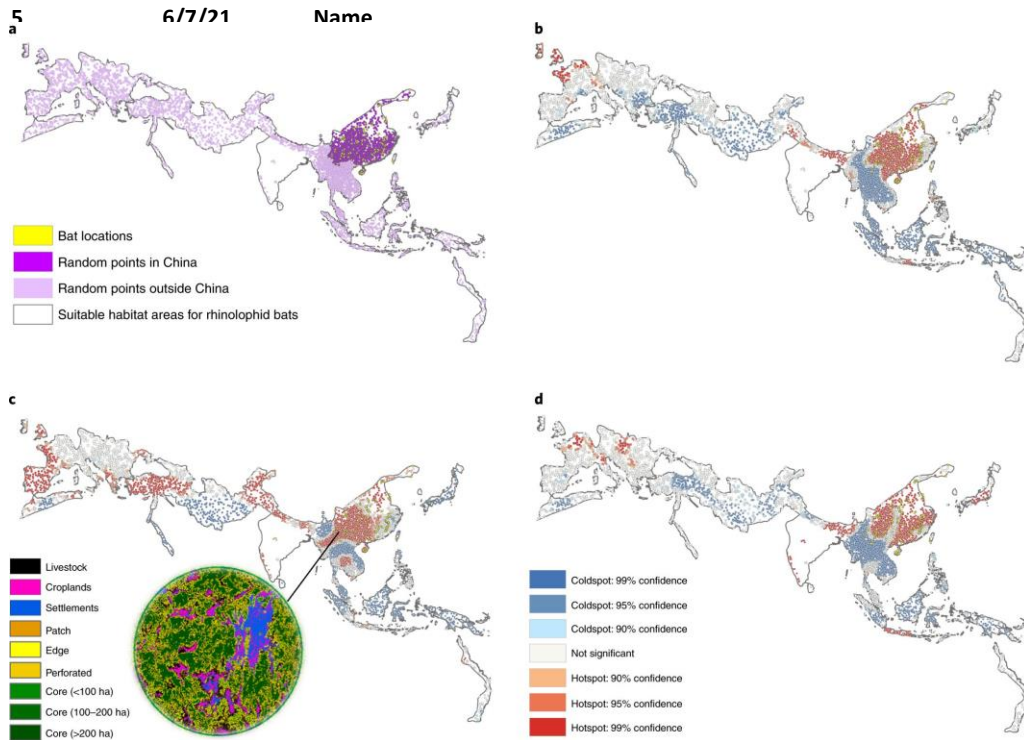 5 6/7/21 Name
a
Bat locations
Random points in China
Random points outside China
Suitable habitat areas for rhinolophid bats
b
c
Livestock
Croplands
Settlements
Patch
Edge
Perforated
Core (<100 ha)
Core (100–200 ha)
Core (>200 ha)
d
Coldspot: 99% confidence
Coldspot: 95% confidence
Coldspot: 90% confidence
Not significant
Hotspot: 90% confidence
Hotspot: 95% confidence
Hotspot: 99% confidence